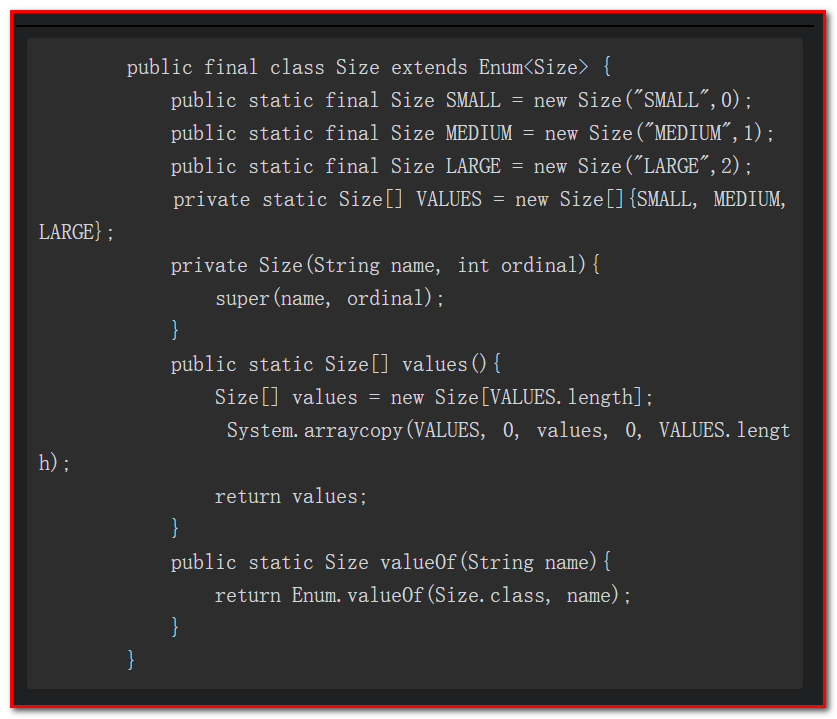 public final class Size extends Enum<Size> {
public static final Size SMALL = new Size("SMALL",0);
public static final Size MEDIUM = new Size("MEDIUM",1);
public static final Size LARGE = new Size("LARGE",2);
private static Size[] VALUES = new Size[]{SMALL, MEDIUM,
LARGE};
private Size(String name, int ordinal){
super(name, ordinal);
}
public static Size[] values(){
Size[] values = new Size[VALUES.length];
System.arraycopy(VALUES, 0, values, 0, VALUES.lengt
h);
return values;
}
public static Size valueOf(String name){
return Enum.valueOf(Size.class, name);
}
}